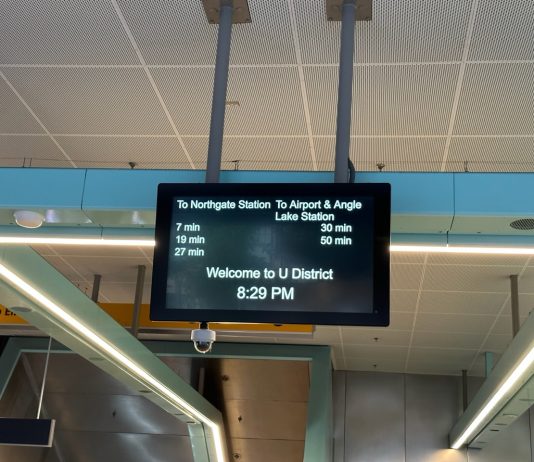 To Northgate Station
7 min
19 min
27 min
To Airport & Angle
Lake Station
30 min
50 min
Welcome to U District
8:29 PM